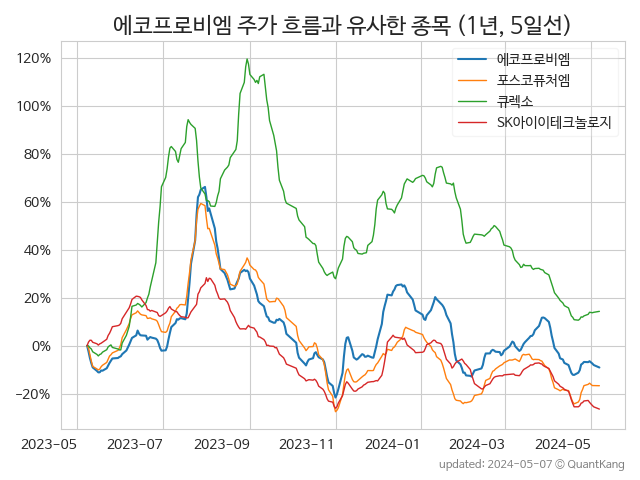 에코프로비엠 주가 흐름과 유사한 종목 (1년, 5일선)
에코프로비엠
포스코퓨처엠
큐렉소
SK아이이테크놀로지
120%
100%
80%
60%
40%
20%
0%
−20%
2023-05 2023-07 2023-09 2023-11 2024-01 2024-03 2024-05
updated: 2024-05-07 © QuantKang